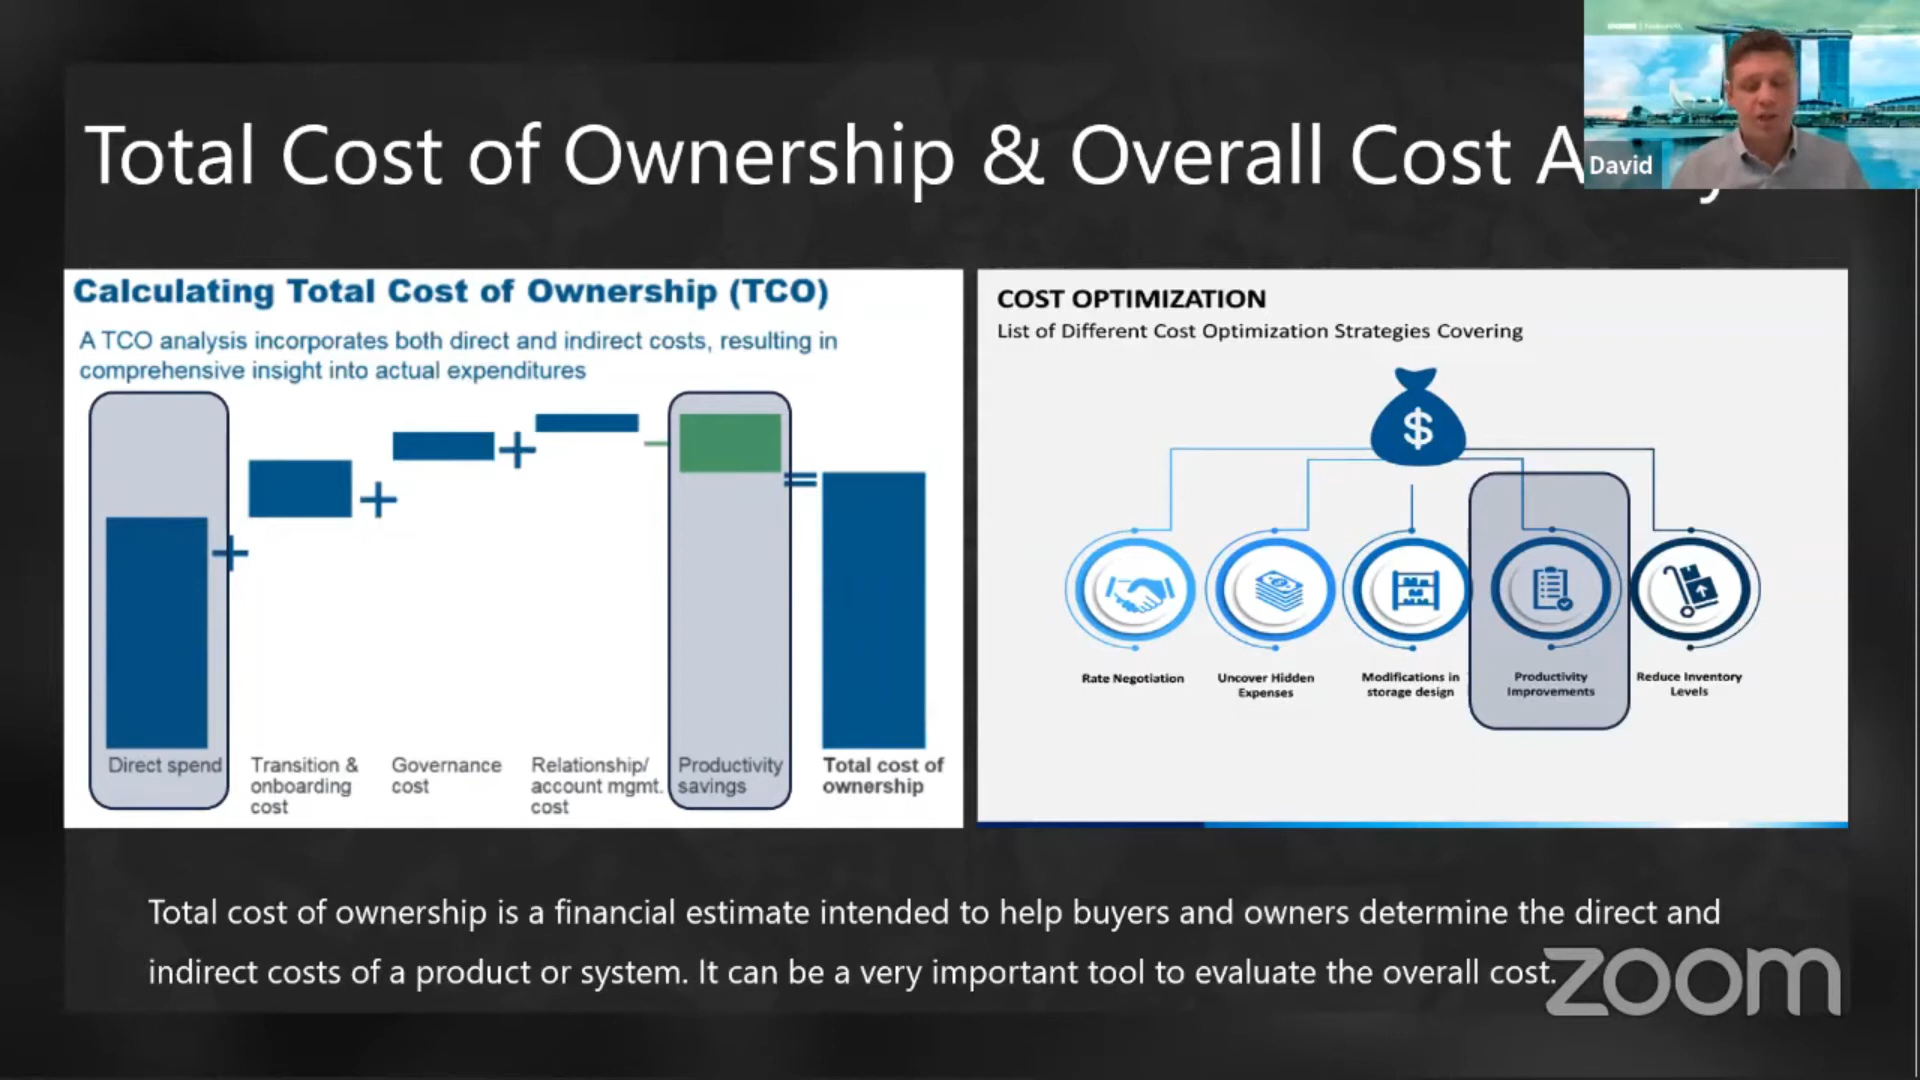 Total Cost of Ownership & Overall Cost
David
Calculating Total Cost of Ownership (TCO)
A TCO analysis incorporates both direct and indirect costs, resulting in
comprehensive insight into actual expenditures
+
+
+
=
Direct spend
Transition &
onboarding
cost
Governance
cost
Relationship/
account mgmt.
cost
Productivity
savings
Total cost of
ownership
COST OPTIMIZATION
List of Different Cost Optimization Strategies Covering
$
Rate Negotiation
Uncover Hidden
Expenses
Modifications in
storage design
Productivity
Improvements
Reduce Inventory
Levels
Total cost of ownership is a financial estimate intended to help buyers and owners determine the direct and
indirect costs of a product or system. It can be a very important tool to evaluate the overall cost.
zoom